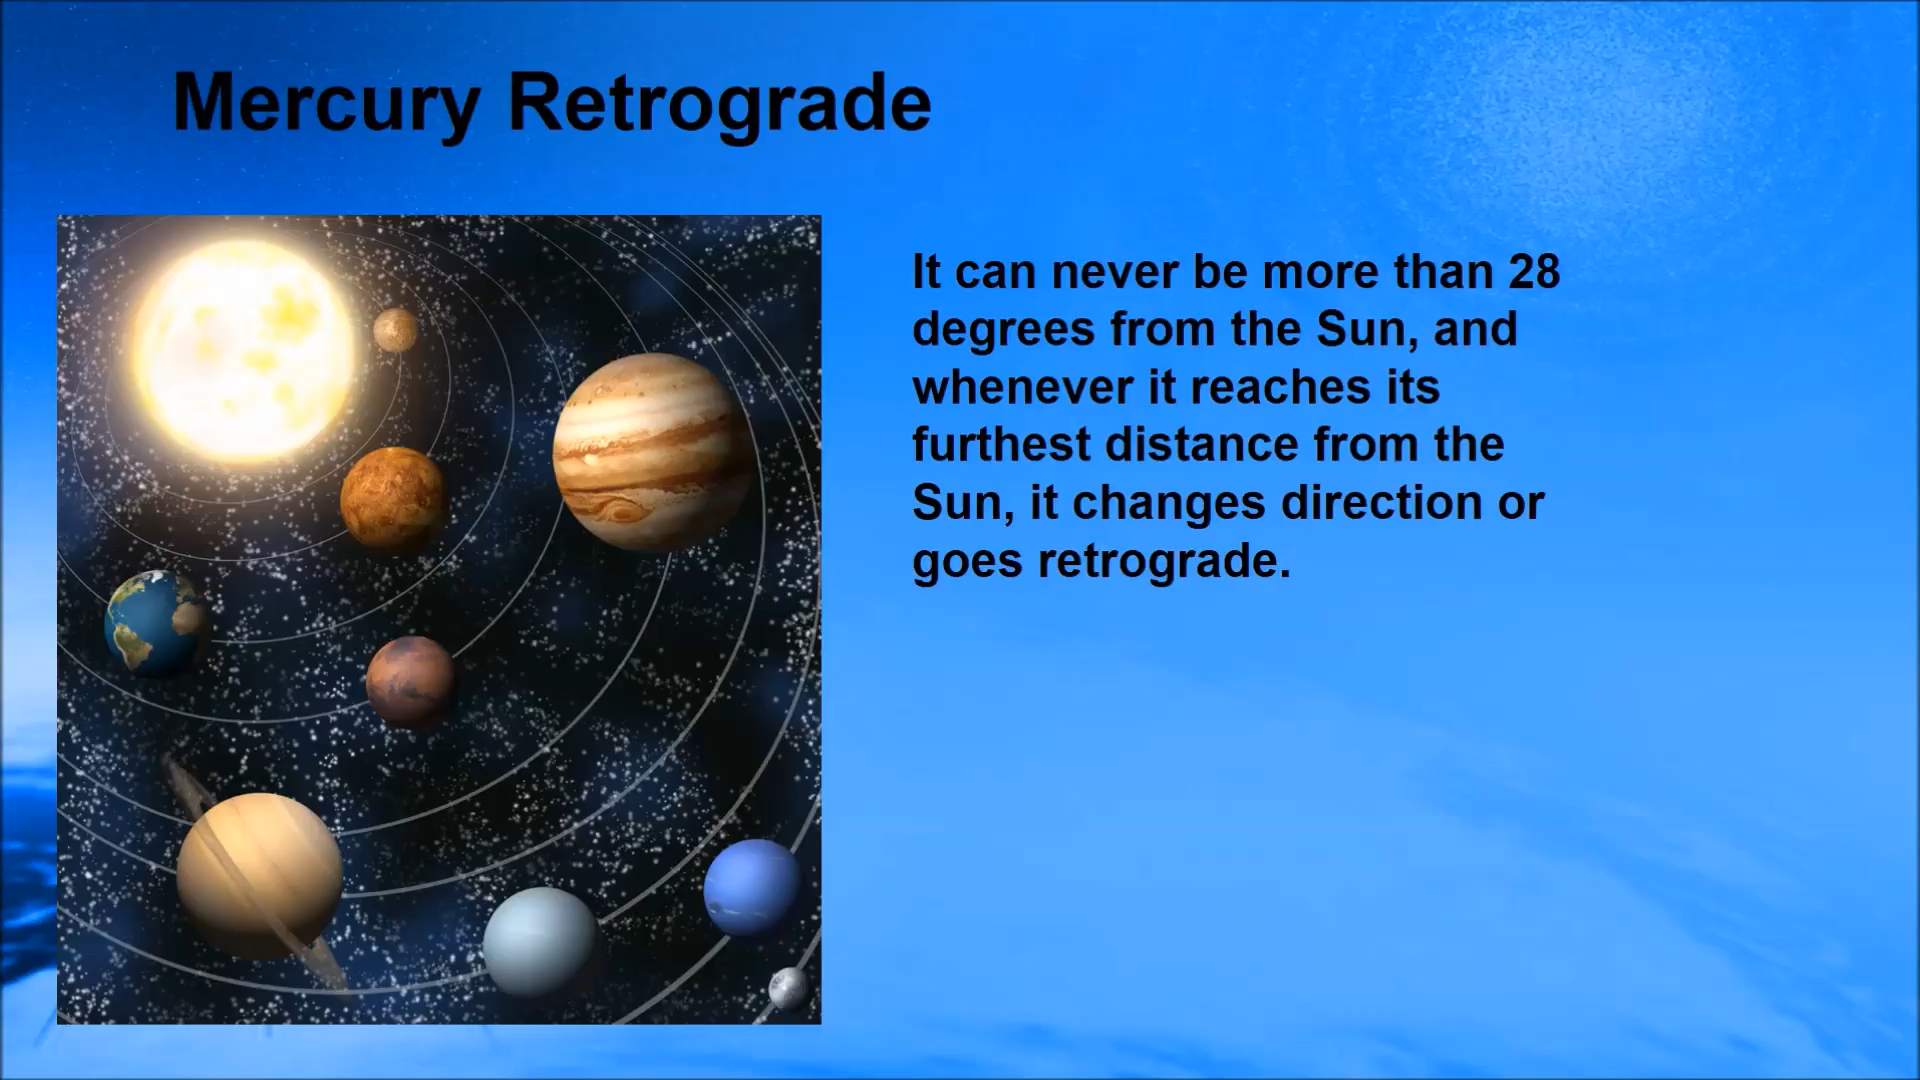 Mercury Retrograde
It can never be more than 28
degrees from the Sun, and
whenever it reaches its
furthest distance from the
Sun, it changes direction or
goes retrograde.